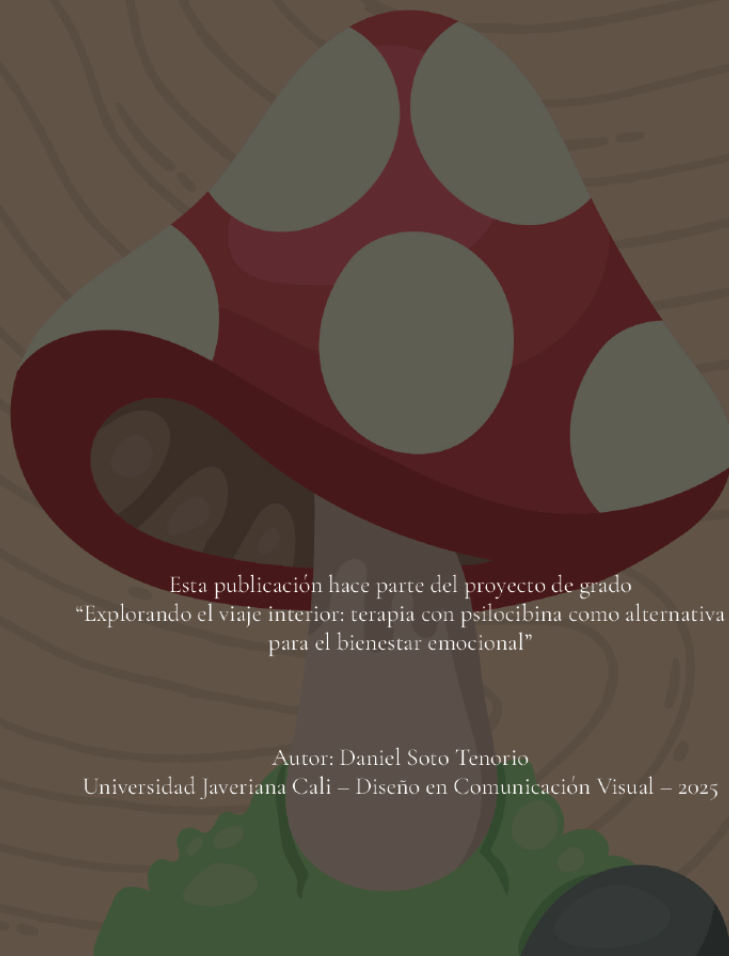 Esta publicación hace parte del proyecto de grado
“Explorando el viaje interior: terapia con psilocibina como alternativa
para el bienestar emocional”
Autor: Daniel Soto Tenorio
Universidad Javeriana Cali – Diseño en Comunicación Visual – 2025